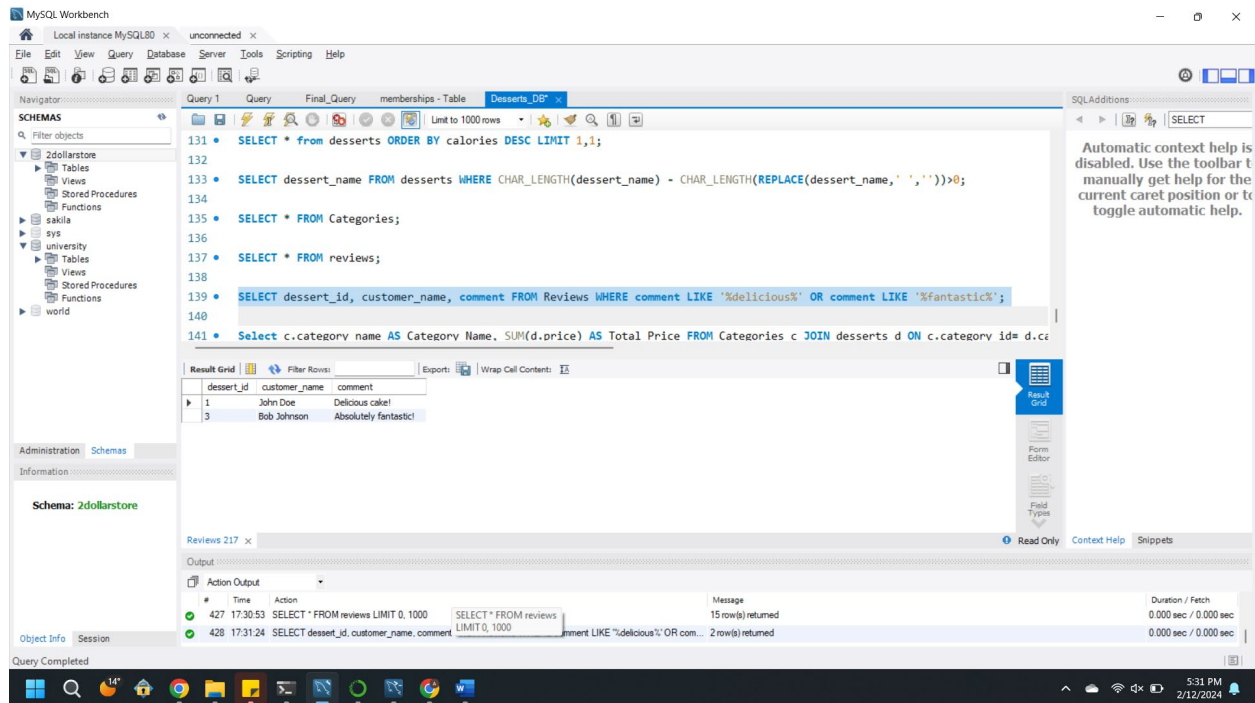 MySQL Workbench
Local instance MySQL80 × unconnected ×
File Edit View Query Database Server Tools Scripting Help
Navigator Query 1 Query Final_Query memberships - Table Desserts_DB* × SQLAdditions
SCHEMAS Limit to 1000 rows SELECT
Filter objects
131 • SELECT * from desserts ORDER BY calories DESC LIMIT 1,1;
132
133 • SELECT dessert_name FROM desserts WHERE CHAR_LENGTH(dessert_name) - CHAR_LENGTH(REPLACE(dessert_name,' ',''))>0;
134
135 • SELECT * FROM Categories;
136
137 • SELECT * FROM reviews;
138
139 • SELECT dessert_id, customer_name, comment FROM Reviews WHERE comment LIKE '%delicious%' OR comment LIKE '%fantastic%';
140
141 • Select c.category_name AS Category_Name, SUM(d.price) AS Total_Price FROM Categories c JOIN desserts d ON c.category_id= d.ca
2dollarstore
Tables
Views
Stored Procedures
Functions
sakila
sys
university
Tables
Views
Stored Procedures
Functions
world
Automatic context help is
disabled. Use the toolbar t
manually get help for the
current caret position or to
toggle automatic help.
Result Grid Filter Rows: Export: Wrap Cell Content:
dessert_id customer_name comment
1 John Doe Delicious cake!
3 Bob Johnson Absolutely fantastic!
Result
Grid
Form
Editor
Field
Types
Administration Schemas
Information
Schema: 2dollarstore
Reviews 217 × Read Only Context Help Snippets
Output
Action Output
# Time Action Message Duration / Fetch
427 17:30:53 SELECT * FROM reviews LIMIT 0, 1000 15 row(s) returned 0.000 sec / 0.000 sec
SELECT * FROM reviews
LIMIT 0, 1000
428 17:31:24 SELECT dessert_id, customer_name, comment comment LIKE '%delicious%' OR com... 2 row(s) returned 0.000 sec / 0.000 sec
Object Info Session
Query Completed
14°
5:31 PM
2/12/2024